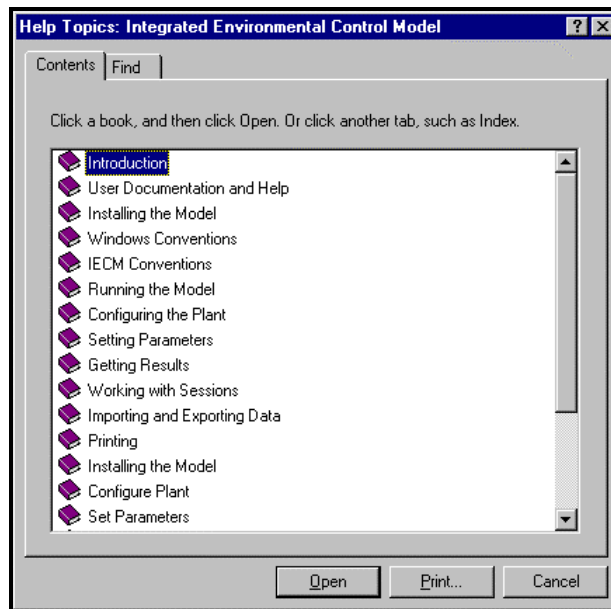 Help Topics: Integrated Environmental Control Model
Contents
Find
Click a book, and then click Open. Or click another tab, such as Index.
Introduction
User Documentation and Help
Installing the Model
Windows Conventions
IECM Conventions
Running the Model
Configuring the Plant
Setting Parameters
Getting Results
Working with Sessions
Importing and Exporting Data
Printing
Installing the Model
Configure Plant
Set Parameters
Open
Print...
Cancel